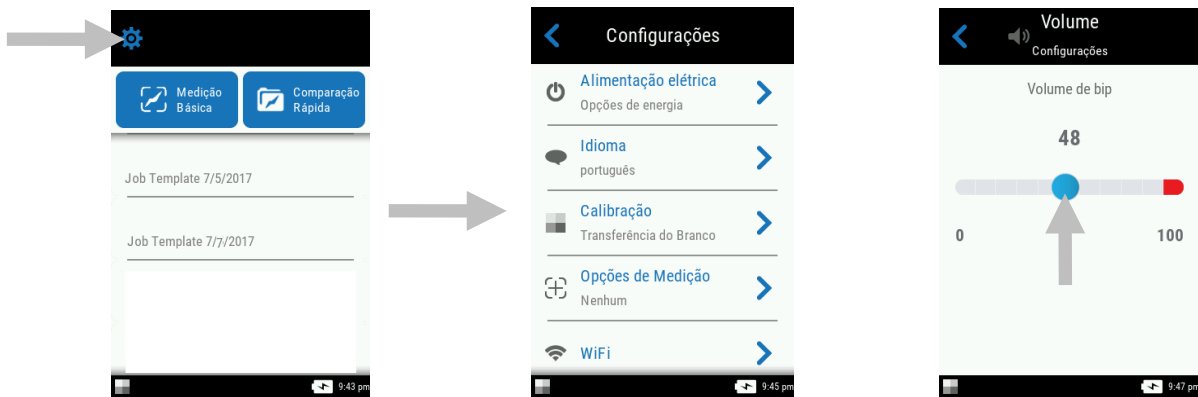 Medição
Básica
Comparação
Rápida
Job Template 7/5/2017
Job Template 7/7/2017
9:43 pm
Configurações
Alimentação elétrica
Opções de energia
Idioma
português
Calibração
Transferência do Branco
Opções de Medição
Nenhum
WiFi
9:45 pm
Volume
Configurações
Volume de bip
48
0 100
9:47 pm